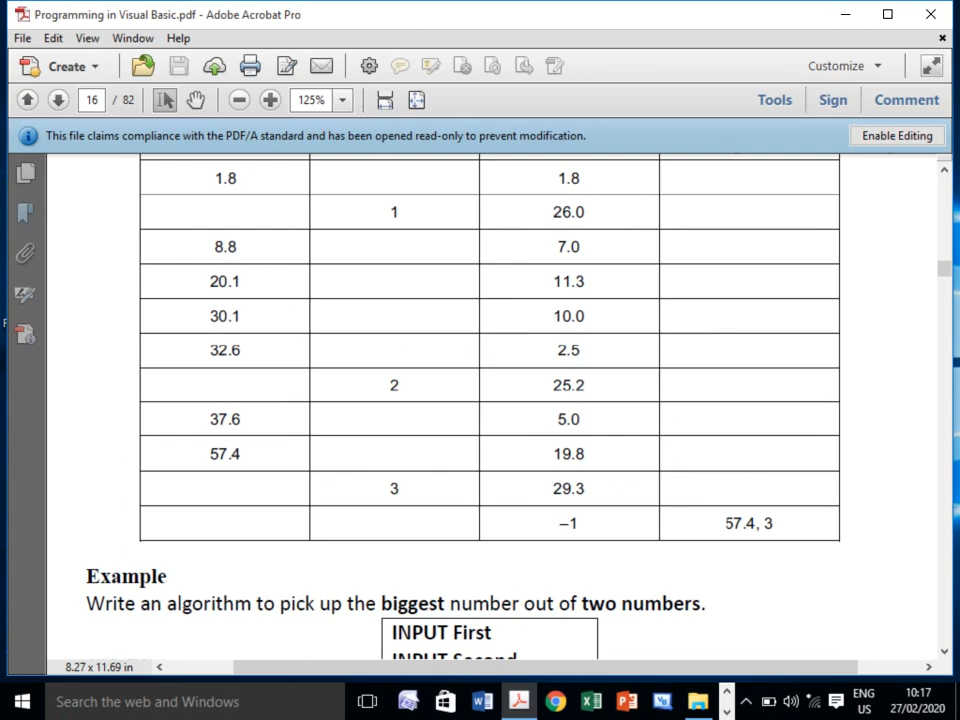 Programming in Visual Basic.pdf - Adobe Acrobat Pro
File Edit View Window Help
Create Customize
16 / 82 125% Tools Sign Comment
This file claims compliance with the PDF/A standard and has been opened read-only to prevent modification. Enable Editing
1.8 1.8
1 26.0
8.8 7.0
20.1 11.3
30.1 10.0
32.6 2.5
2 25.2
37.6 5.0
57.4 19.8
3 29.3
–1 57.4, 3
Example
Write an algorithm to pick up the biggest number out of two numbers.
INPUT First
INPUT Second
8.27 x 11.69 in
Search the web and Windows ENG 10:17
US 27/02/2020